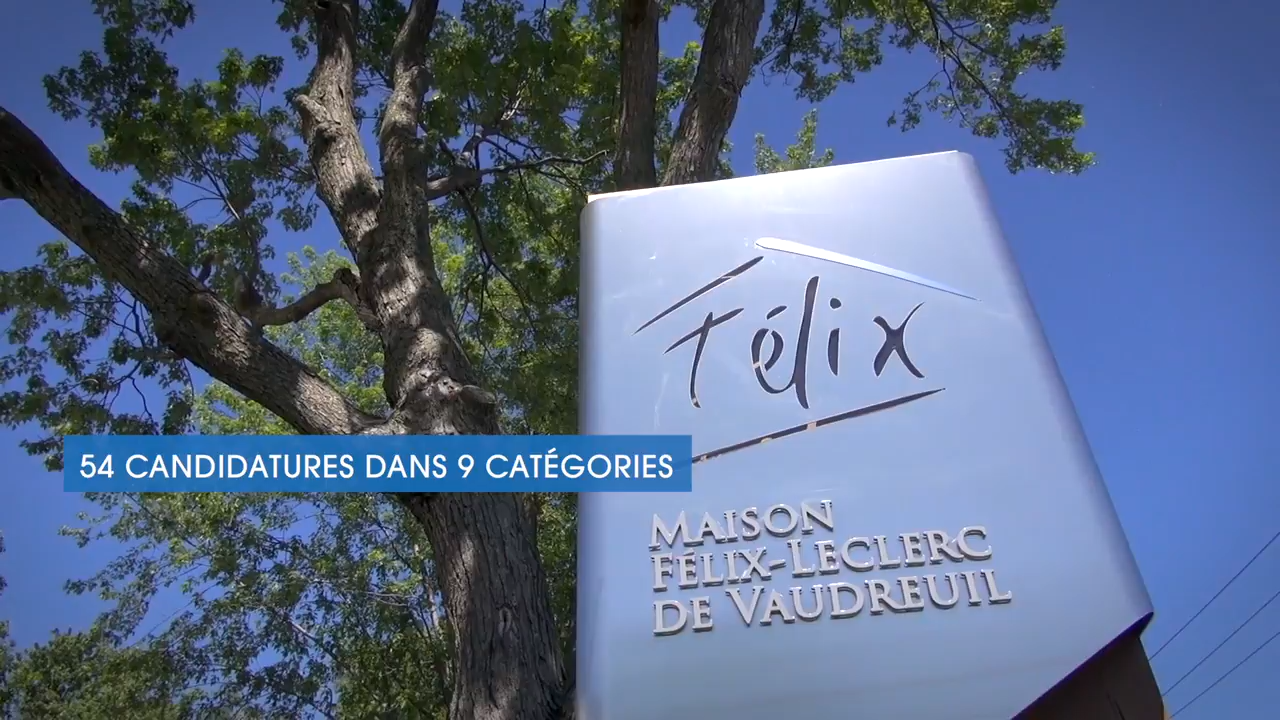 Félix
54 CANDIDATURES DANS 9 CATÉGORIES
MAISON
FÉLIX-LECLERC
DE VAUDREUIL